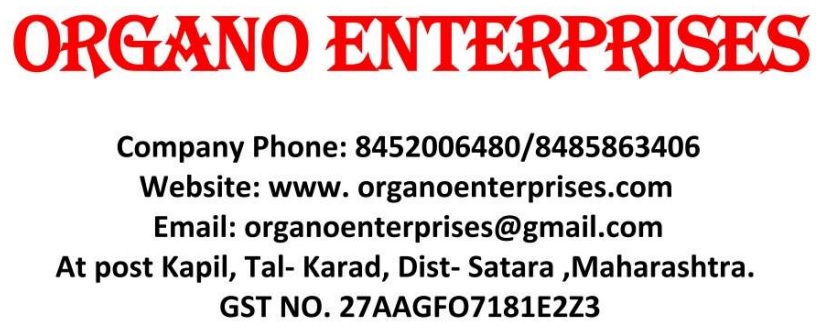 ORGANO ENTERPRISES
Company Phone: 8452006480/8485863406
Website: www. organoenterprises.com
Email: organoenterprises@gmail.com
At post Kapil, Tal- Karad, Dist- Satara ,Maharashtra.
GST NO. 27AAGFO7181E2Z3